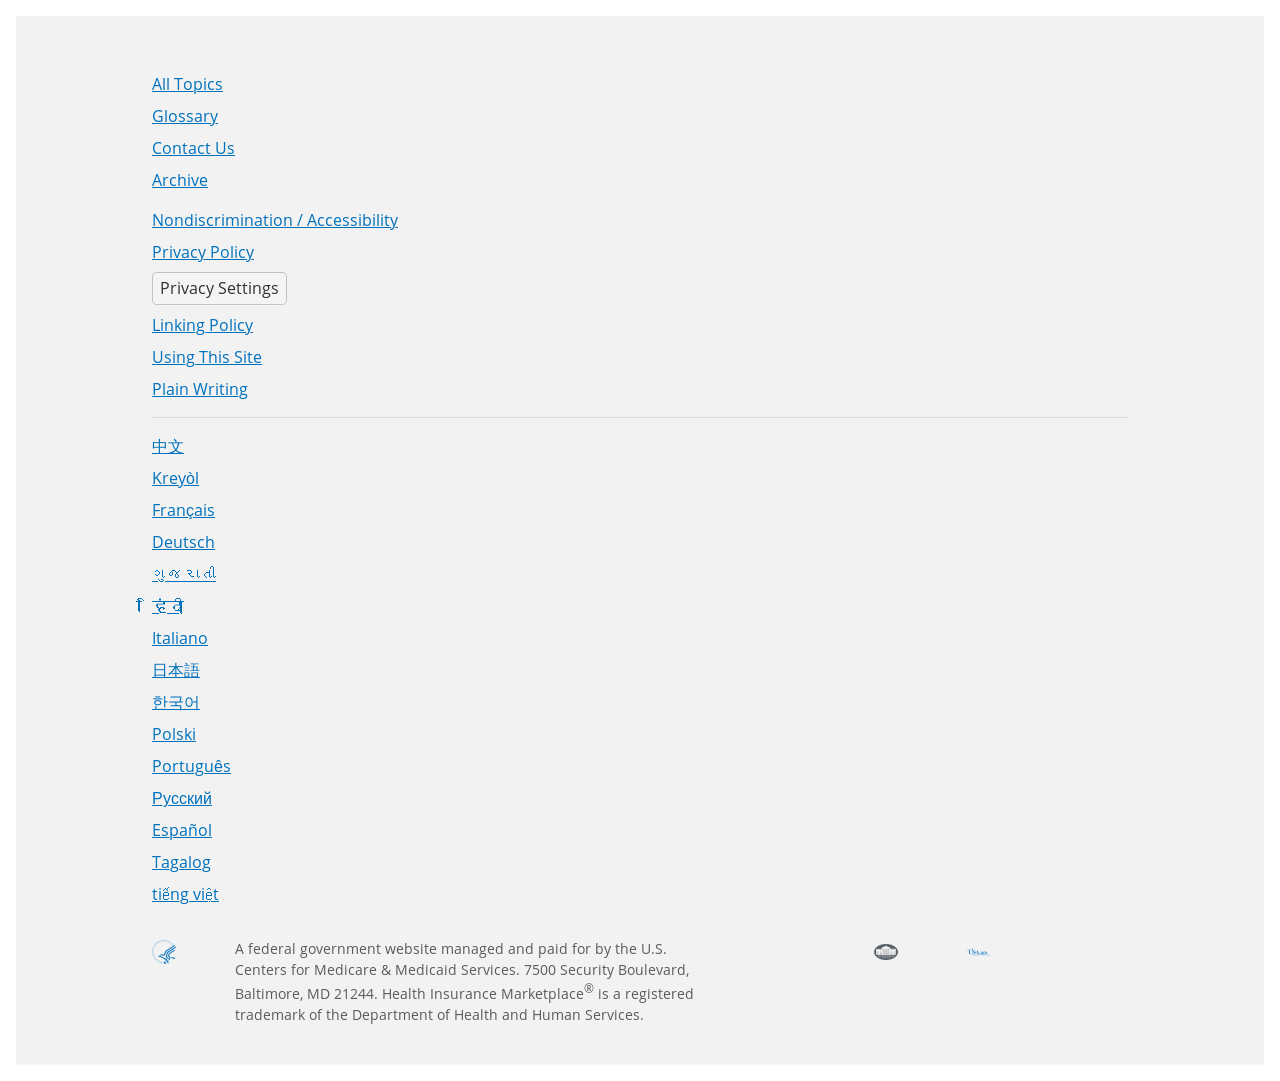 All Topics
Glossary
Contact Us
Archive
Nondiscrimination / Accessibility
Privacy Policy
Privacy Settings
Linking Policy
Using This Site
Plain Writing
中文
Kreyòl
Français
Deutsch
ગુજરાતી
हिंदी
Italiano
日本語
한국어
Polski
Português
Русский
Español
Tagalog
tiếng việt
A federal government website managed and paid for by the U.S.
Centers for Medicare & Medicaid Services. 7500 Security Boulevard,
Baltimore, MD 21244. Health Insurance Marketplace® is a registered
trademark of the Department of Health and Human Services.